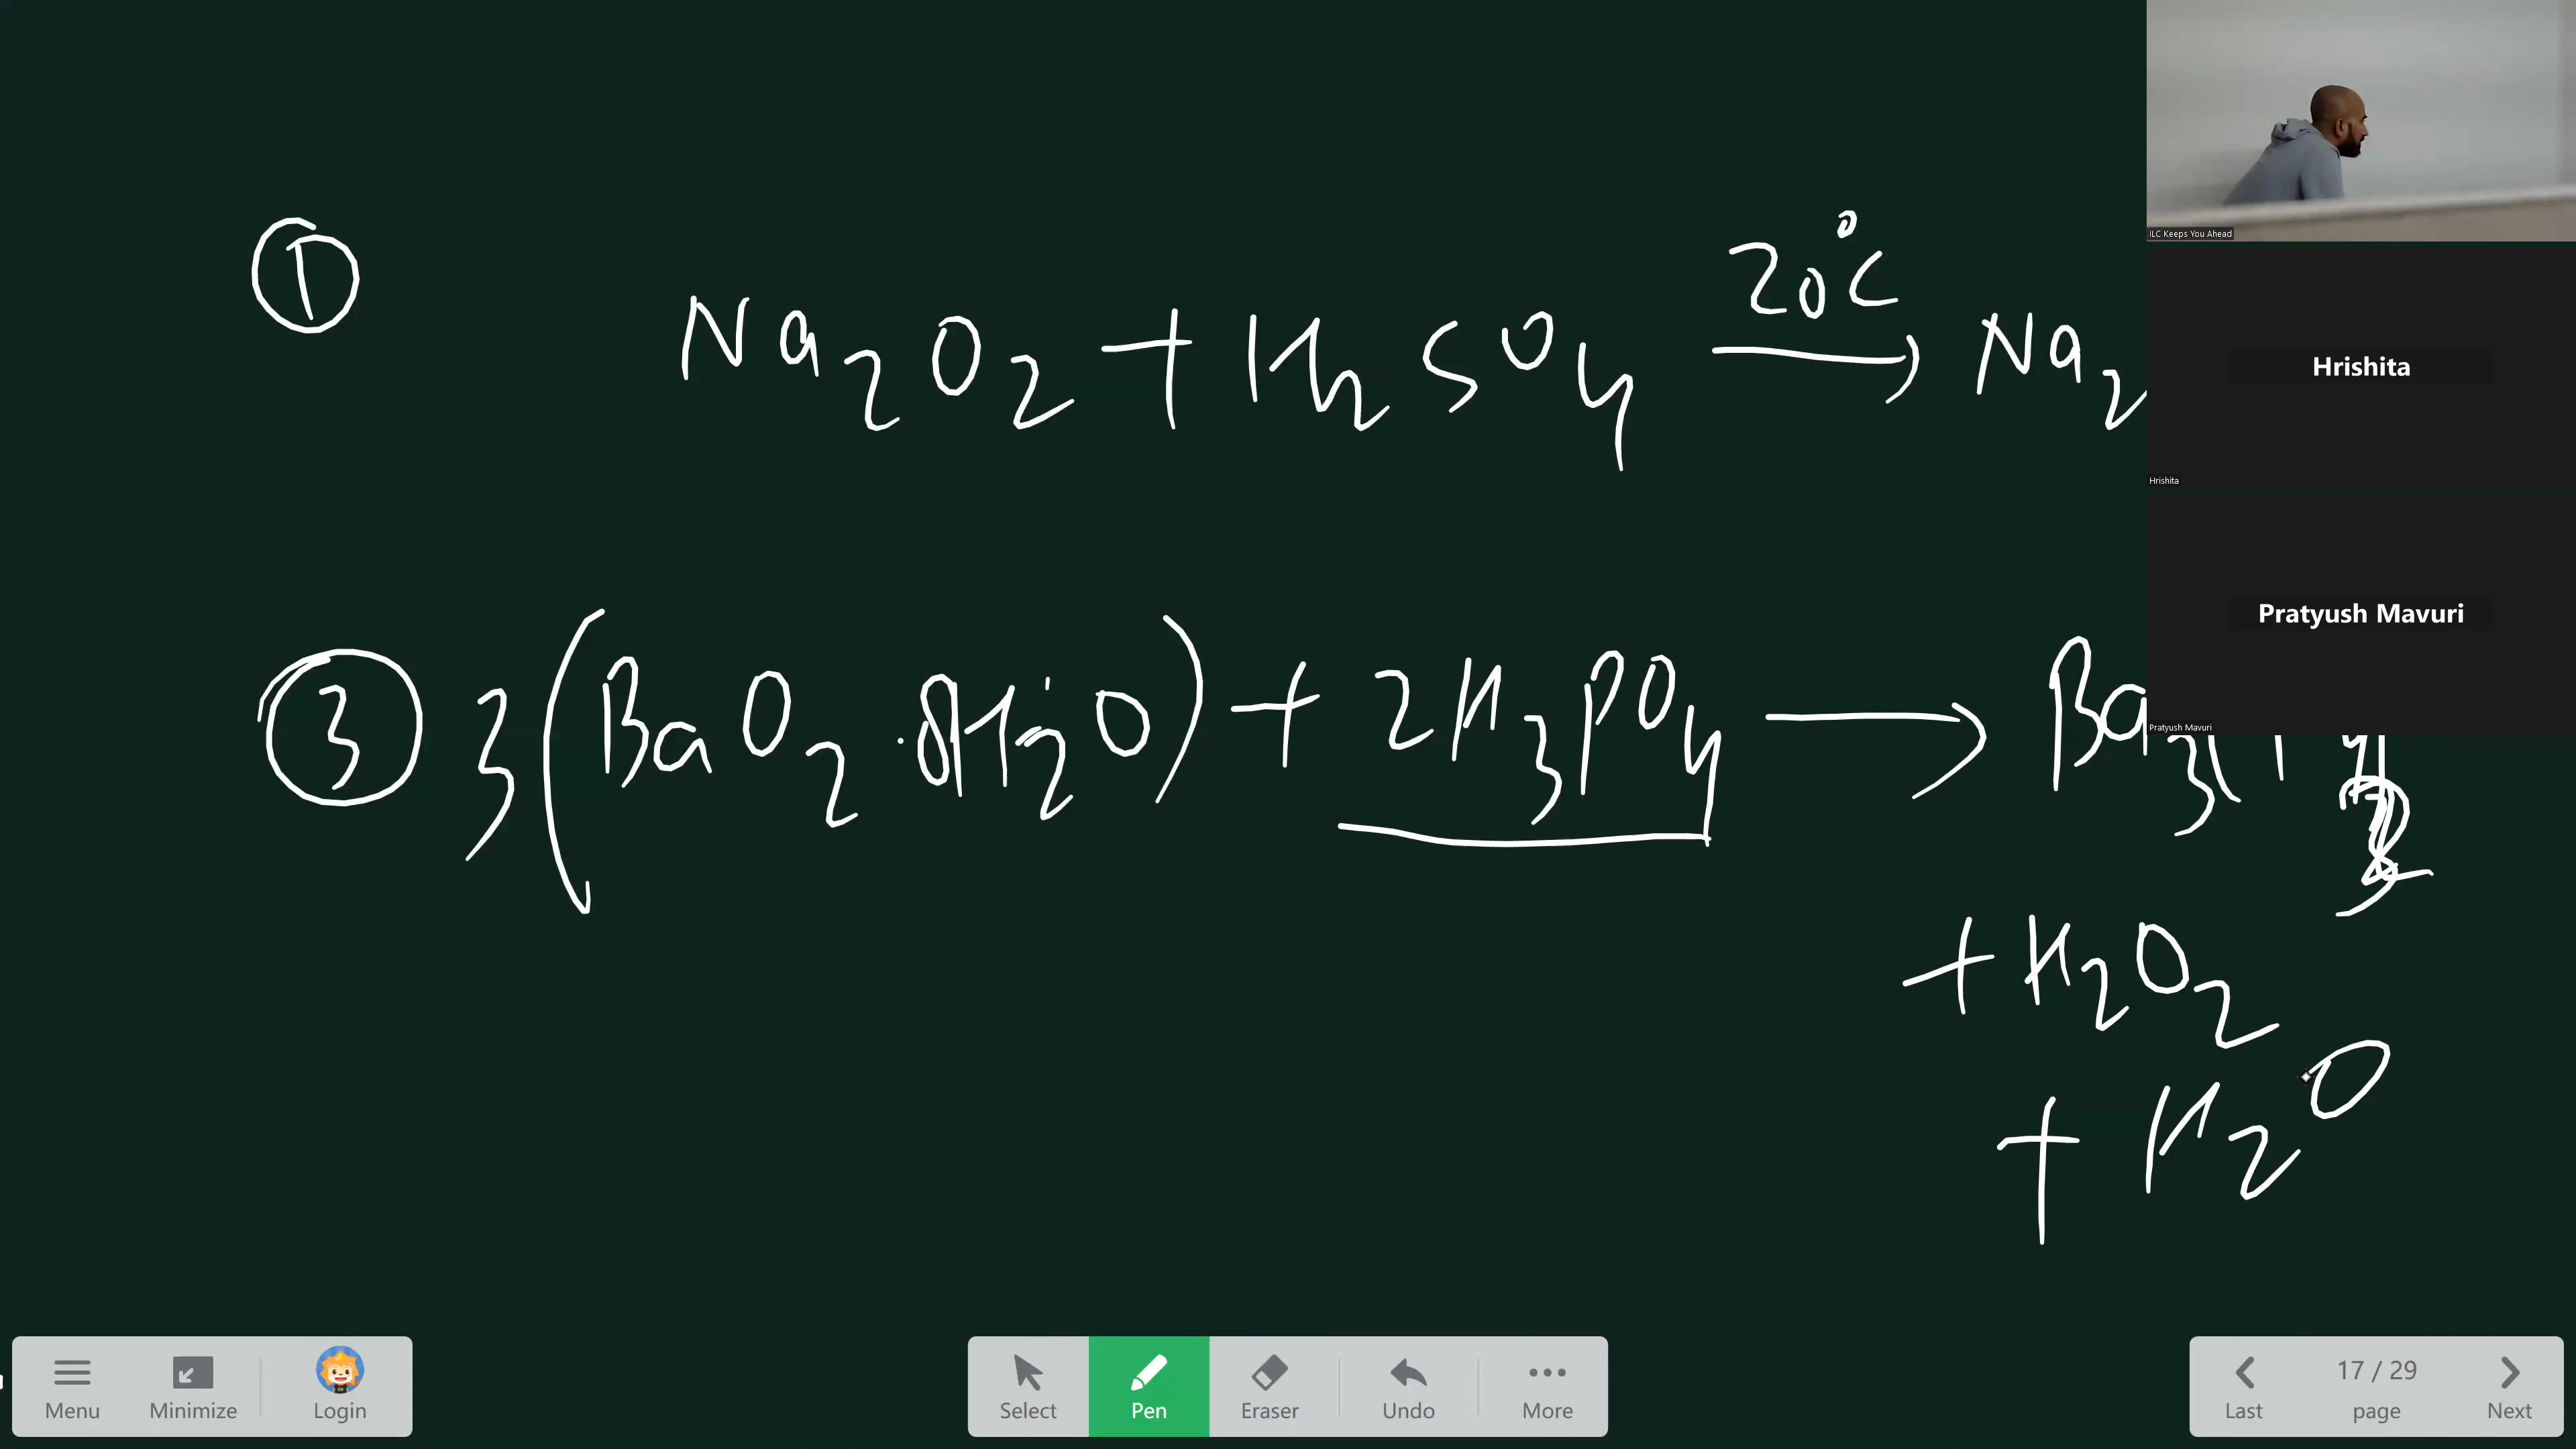 ILC Keeps You Ahead
① Na₂O₂ + H₂SO₄ 20°C → Na₂
Hrishita
Hrishita
Pratyush Mavuri
Pratyush Mavuri
③ 3(BaO₂·8H₂O) + 2H₃PO₄ → Ba₃(
+ H₂O₂
+ H₂O
Menu Minimize Login Select Pen Eraser Undo More Last 17 / 29 page Next